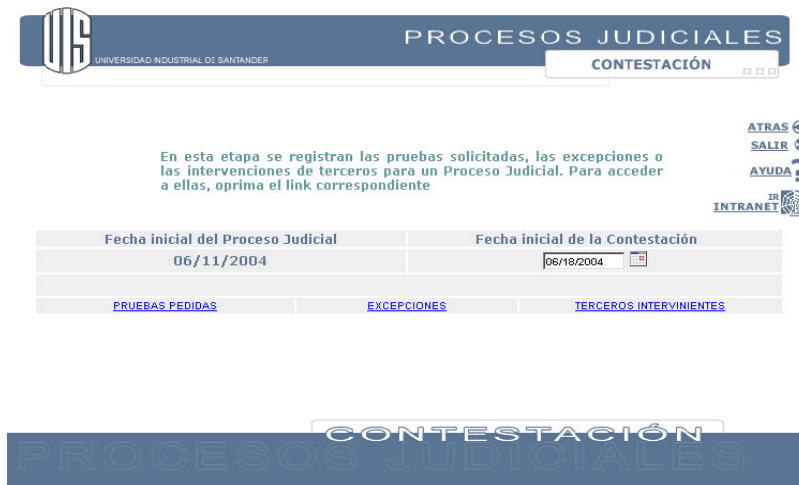 PROCESOS JUDICIALES
UIS
UNIVERSIDAD INDUSTRIAL DE SANTANDER
CONTESTACIÓN
ATRAS
SALIR
AYUDA
IR
INTRANET
En esta etapa se registran las pruebas solicitadas, las excepciones o
las intervenciones de terceros para un Proceso Judicial. Para acceder
a ellas, oprima el link correspondiente
Fecha inicial del Proceso Judicial Fecha inicial de la Contestación
06/11/2004 06/18/2004
PRUEBAS PEDIDAS EXCEPCIONES TERCEROS INTERVINIENTES
CONTESTACIÓN
PROCESOS JUDICIALES